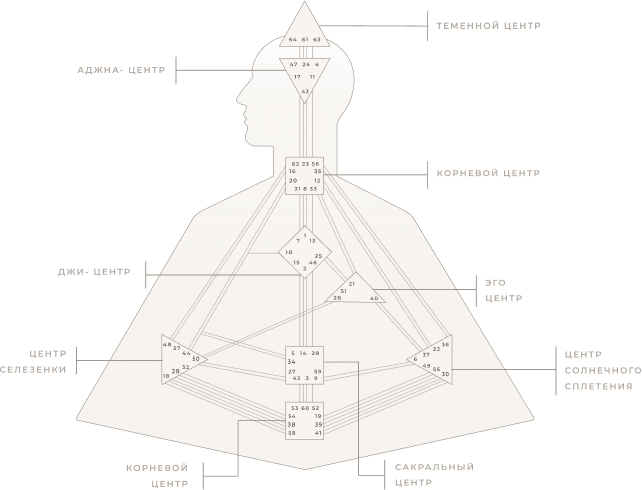 ТЕМЕННОЙ ЦЕНТР
64 61 63
АДЖНА- ЦЕНТР
47 24 4
17 11
43
КОРНЕВОЙ ЦЕНТР
62 23 56
16 35
20 12
31 8 33
1
7 13
10 25
15 46
2
ДЖИ- ЦЕНТР
21
51
26 40
ЭГО
ЦЕНТР
48
57
44
50
32
28
18
ЦЕНТР
СЕЛЕЗЕНКИ
5 14 29
34
27 59
42 3 9
36
22
37
6
49
55
30
ЦЕНТР
СОЛНЕЧНОГО
СПЛЕТЕНИЯ
53 60 52
54 19
38 39
58 41
КОРНЕВОЙ
ЦЕНТР
САКРАЛЬНЫЙ
ЦЕНТР